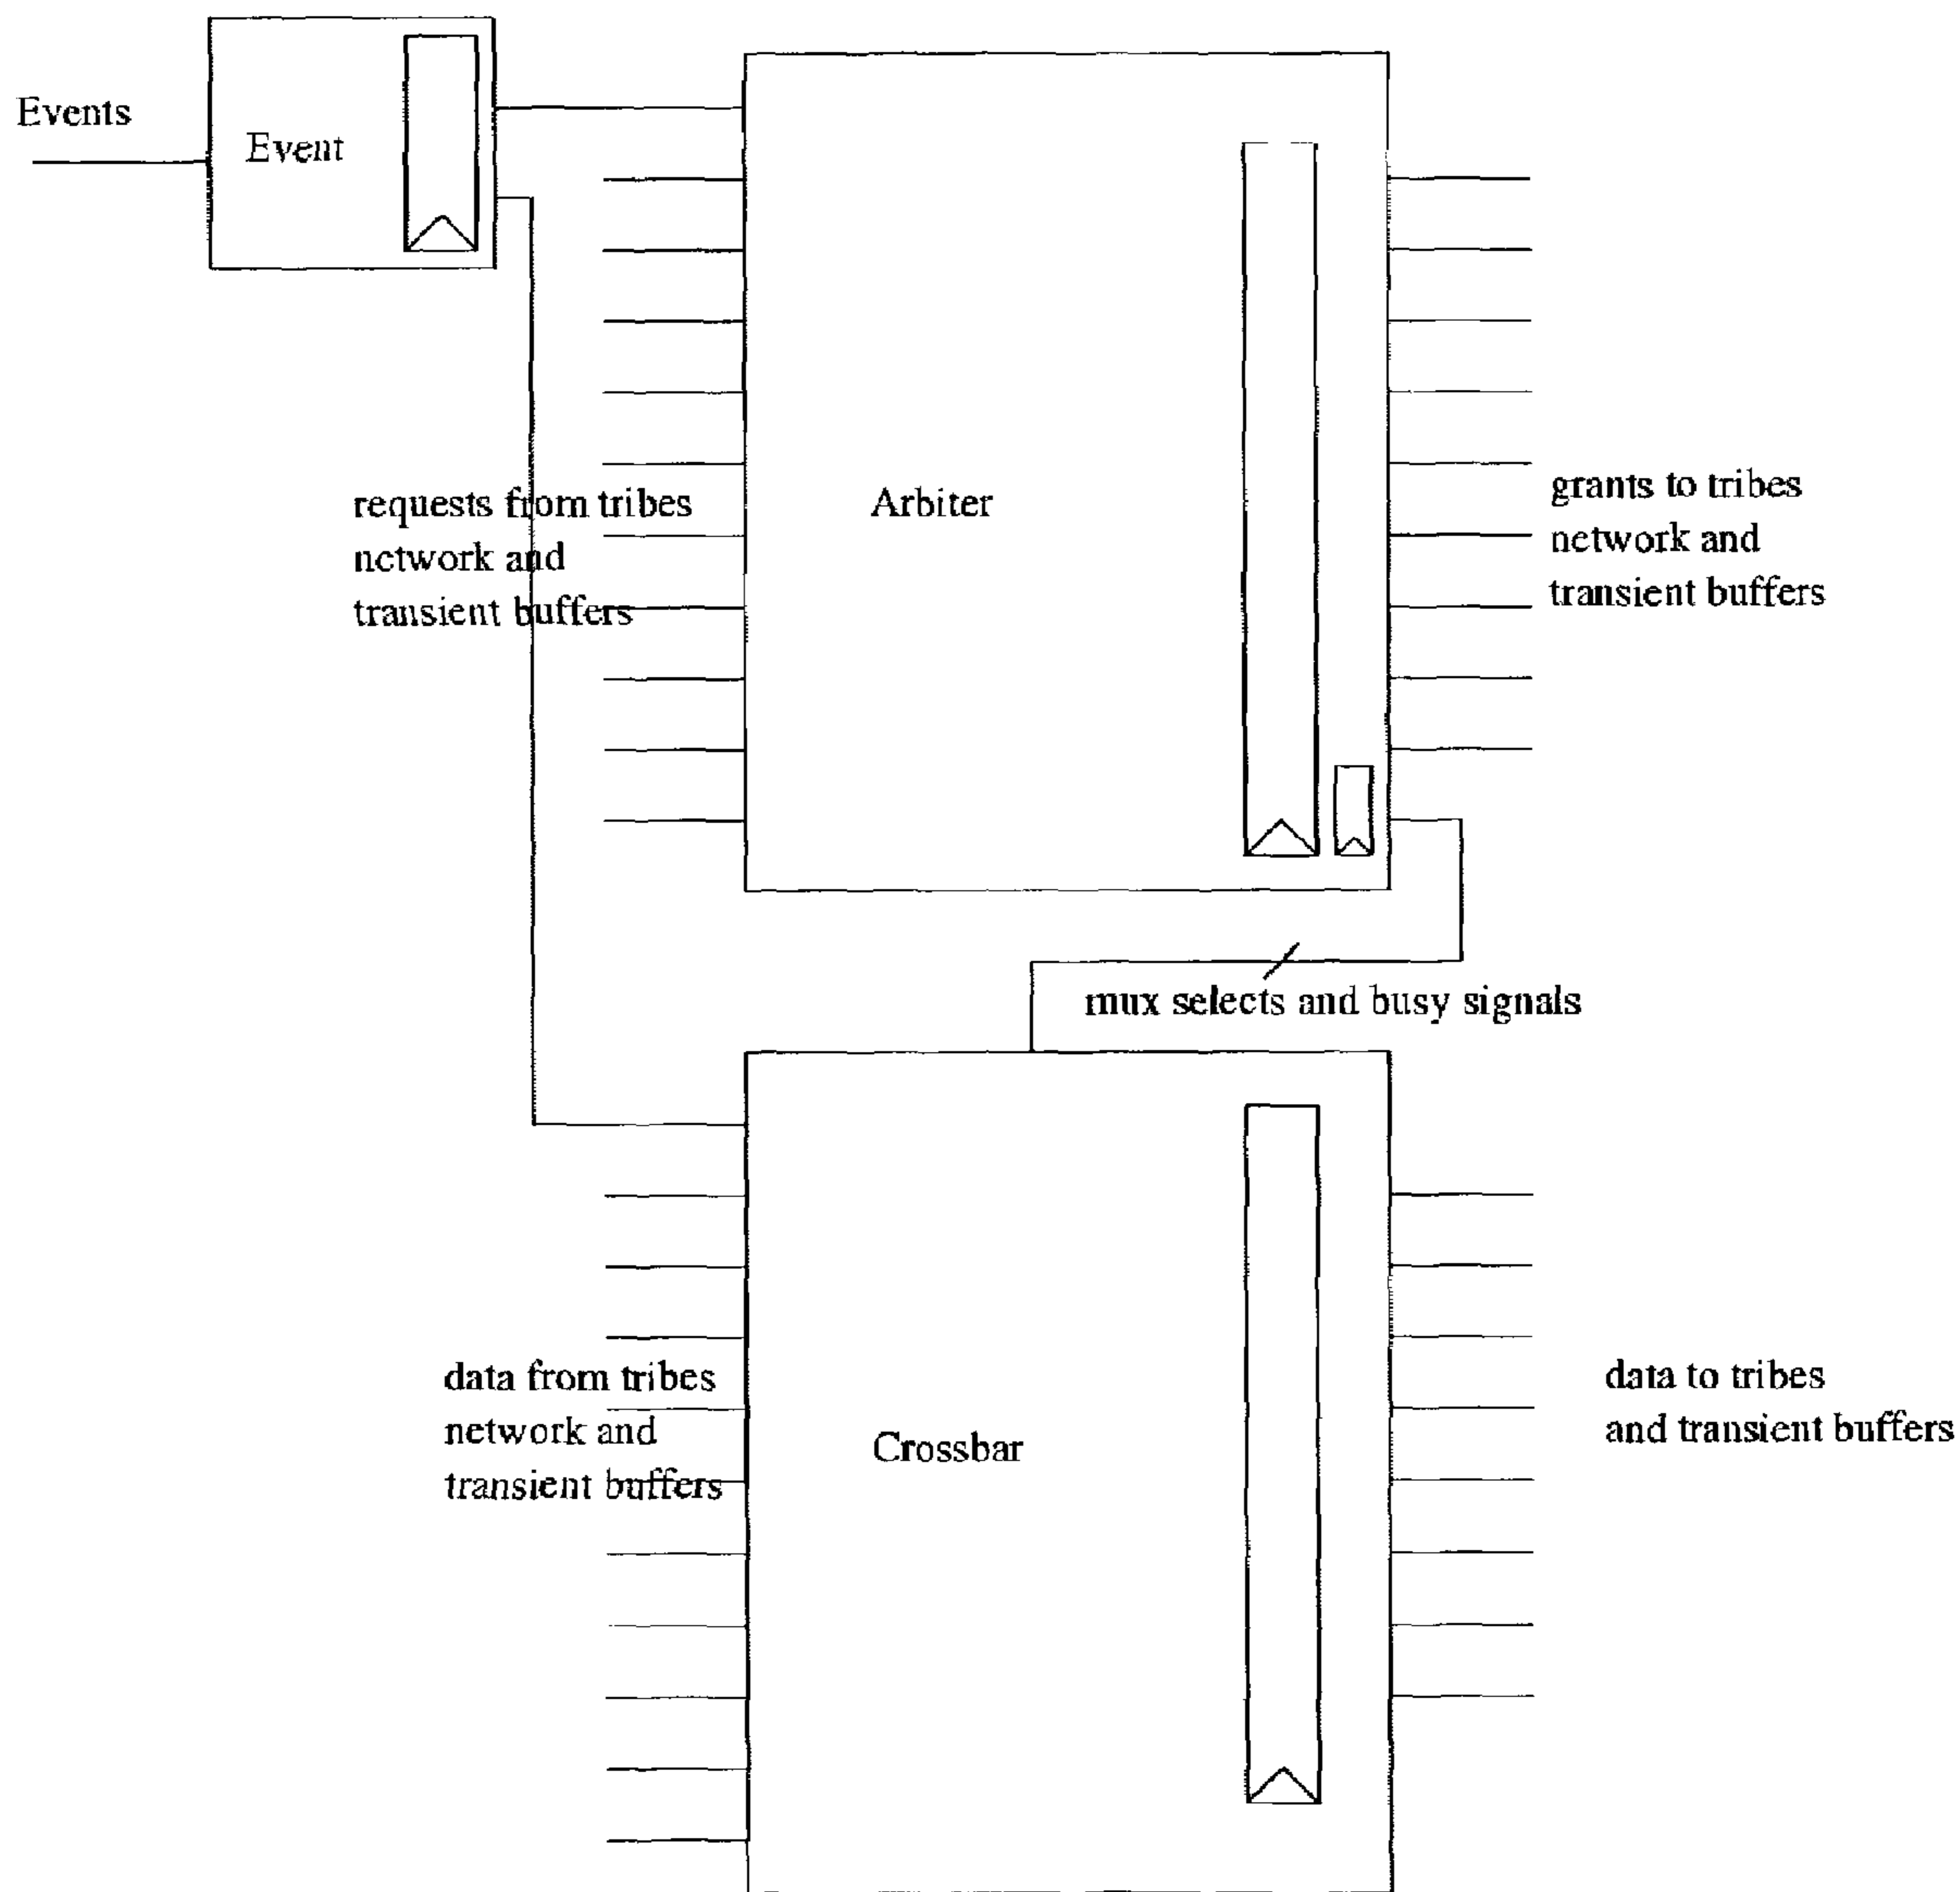 Events
Event
requests from tribes
network and
transient buffers
Arbiter
grants to tribes
network and
transient buffers
mux selects and busy signals
data from tribes
network and
transient buffers
Crossbar
data to tribes
and transient buffers